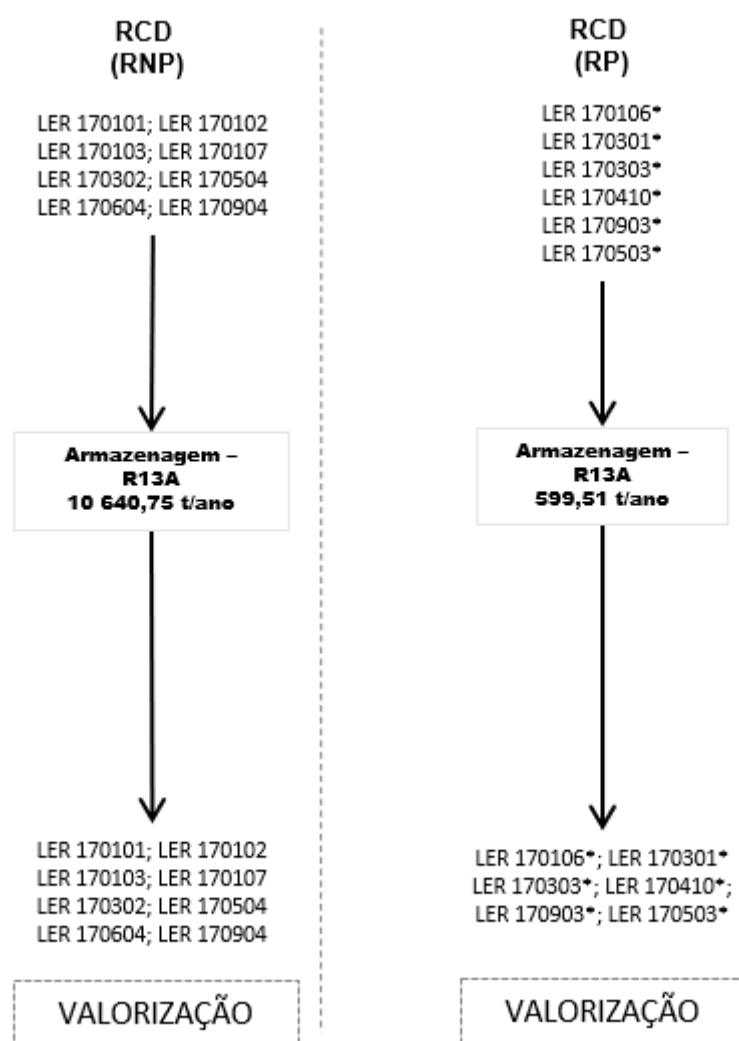 RCD
(RNP)
LER 170101; LER 170102
LER 170103; LER 170107
LER 170302; LER 170504
LER 170604; LER 170904
Armazenagem –
R13A
10 640,75 t/ano
LER 170101; LER 170102
LER 170103; LER 170107
LER 170302; LER 170504
LER 170604; LER 170904
VALORIZAÇÃO
RCD
(RP)
LER 170106*
LER 170301*
LER 170303*
LER 170410*
LER 170903*
LER 170503*
Armazenagem –
R13A
599,51 t/ano
LER 170106*; LER 170301*
LER 170303*; LER 170410*;
LER 170903*; LER 170503*
VALORIZAÇÃO